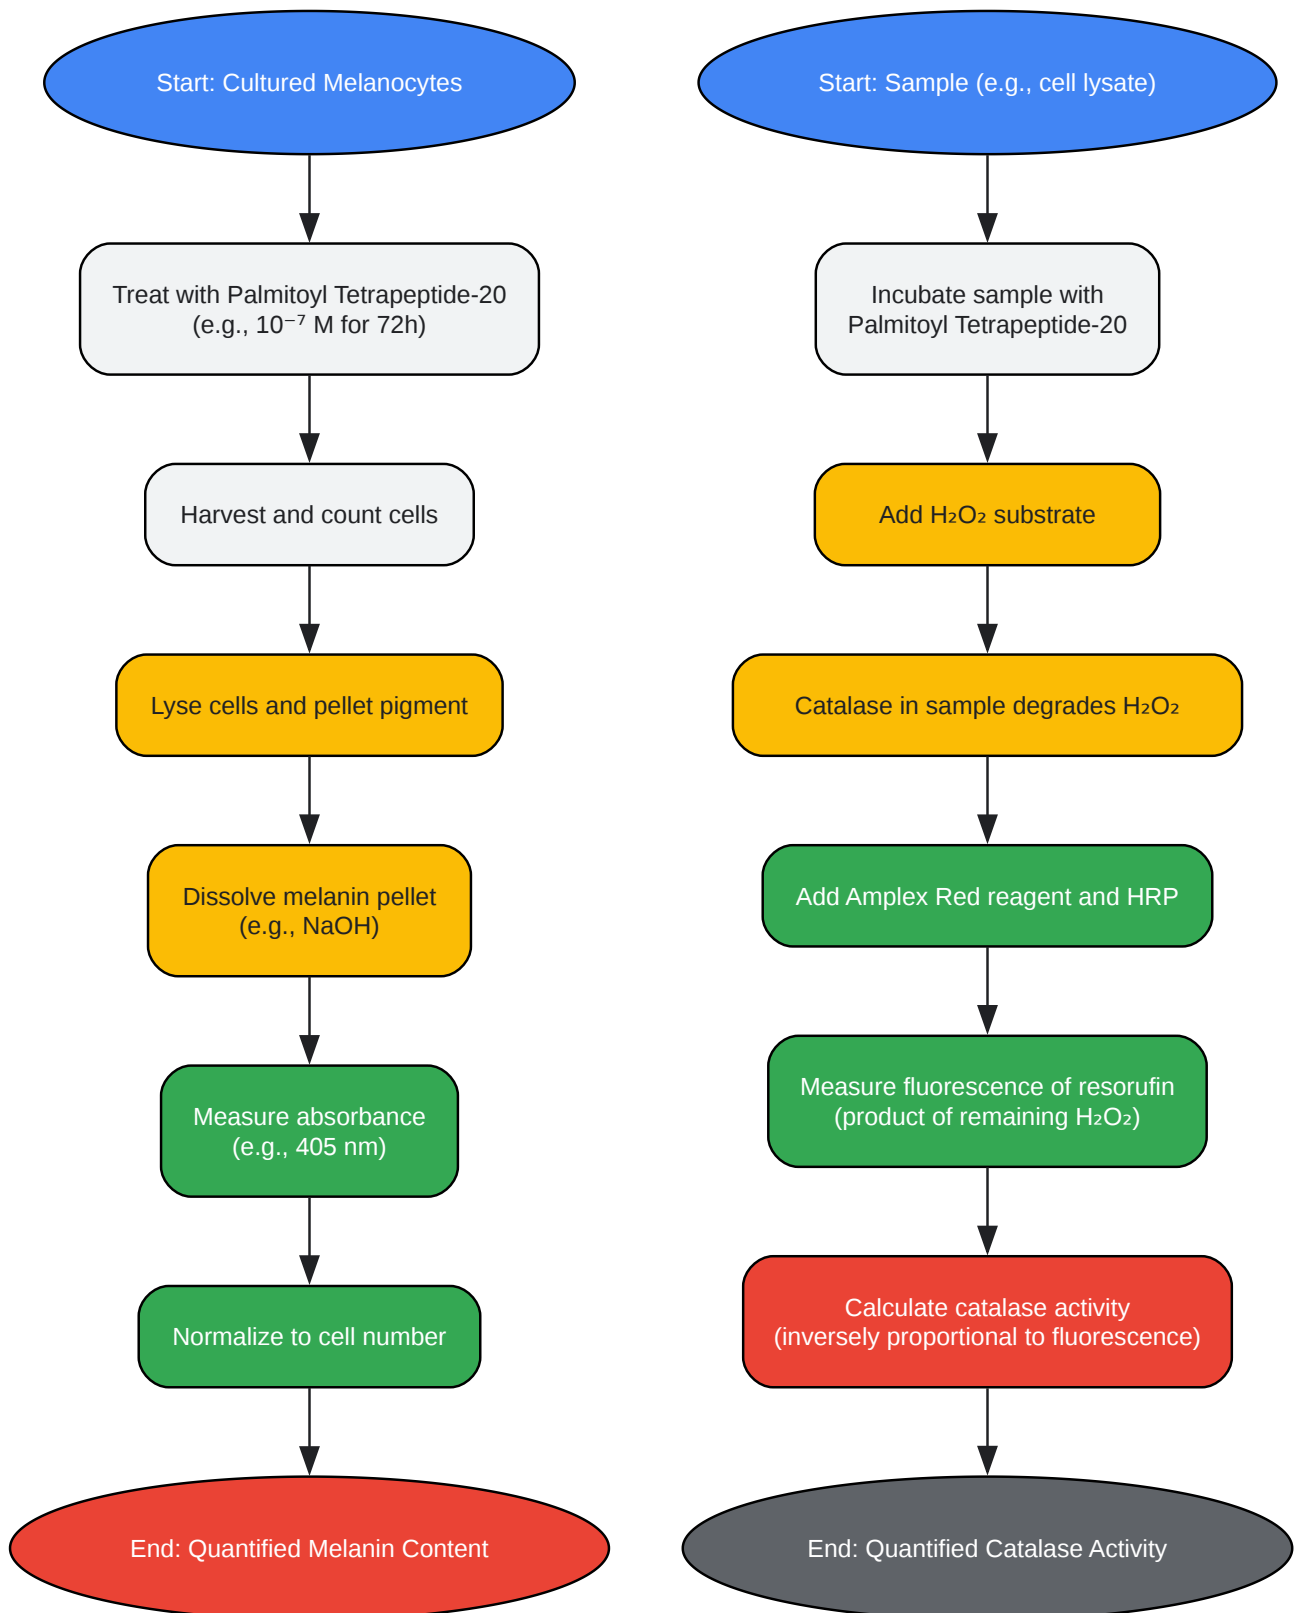 Start: Cultured Melanocytes
Treat with Palmitoyl Tetrapeptide-20
(e.g., 10⁻⁷ M for 72h)
Harvest and count cells
Lyse cells and pellet pigment
Dissolve melanin pellet
(e.g., NaOH)
Measure absorbance
(e.g., 405 nm)
Normalize to cell number
End: Quantified Melanin Content
Start: Sample (e.g., cell lysate)
Incubate sample with
Palmitoyl Tetrapeptide-20
Add H₂O₂ substrate
Catalase in sample degrades H₂O₂
Add Amplex Red reagent and HRP
Measure fluorescence of resorufin
(product of remaining H₂O₂)
Calculate catalase activity
(inversely proportional to fluorescence)
End: Quantified Catalase Activity